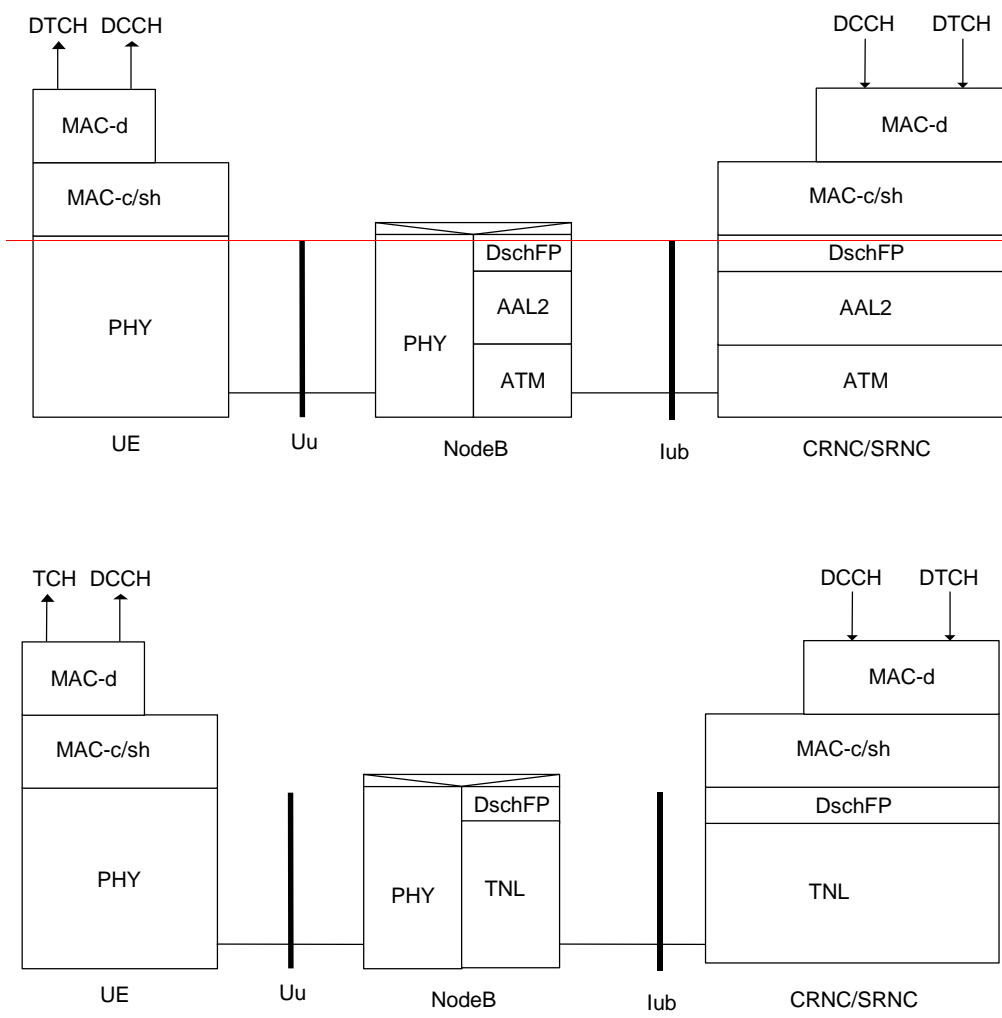 DTCH DCCH DCCH DTCH
MAC-d MAC-d
MAC-c/sh MAC-c/sh
DschFP DschFP
PHY PHY AAL2 AAL2
ATM ATM
UE Uu NodeB Iub CRNC/SRNC
TCH DCCH DCCH DTCH
MAC-d MAC-d
MAC-c/sh MAC-c/sh
DschFP DschFP
PHY PHY TNL TNL
UE Uu NodeB Iub CRNC/SRNC